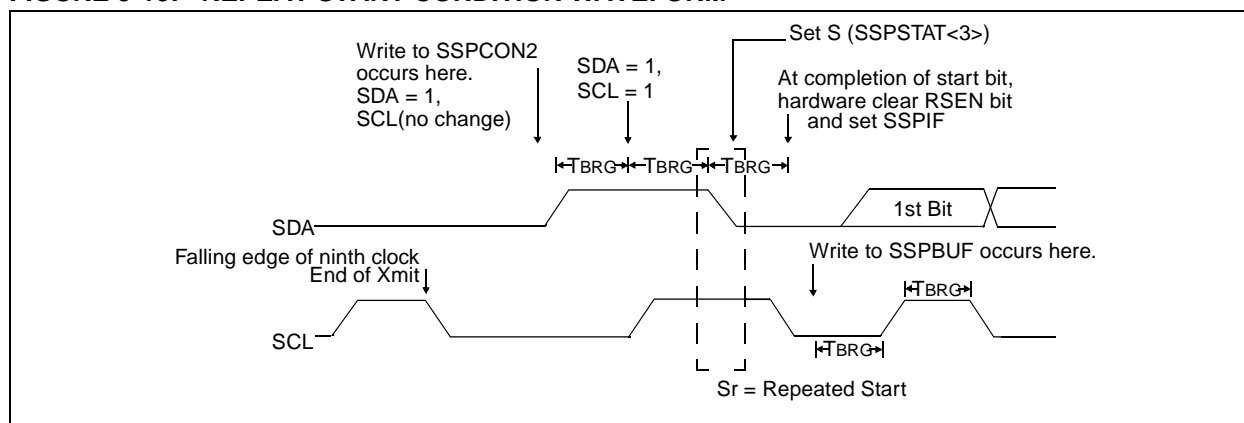 FIGURE REPEAT START CONDITION WAVEFORM
Set S (SSPSTAT<3>)
Write to SSPCON2
occurs here.
SDA = 1,
SCL(no change)
SDA = 1,
SCL = 1
At completion of start bit,
hardware clear RSEN bit
and set SSPIF
TBRG TBRG TBRG
SDA
1st Bit
Falling edge of ninth clock
End of Xmit
Write to SSPBUF occurs here.
TBRG
SCL
TBRG
Sr = Repeated Start